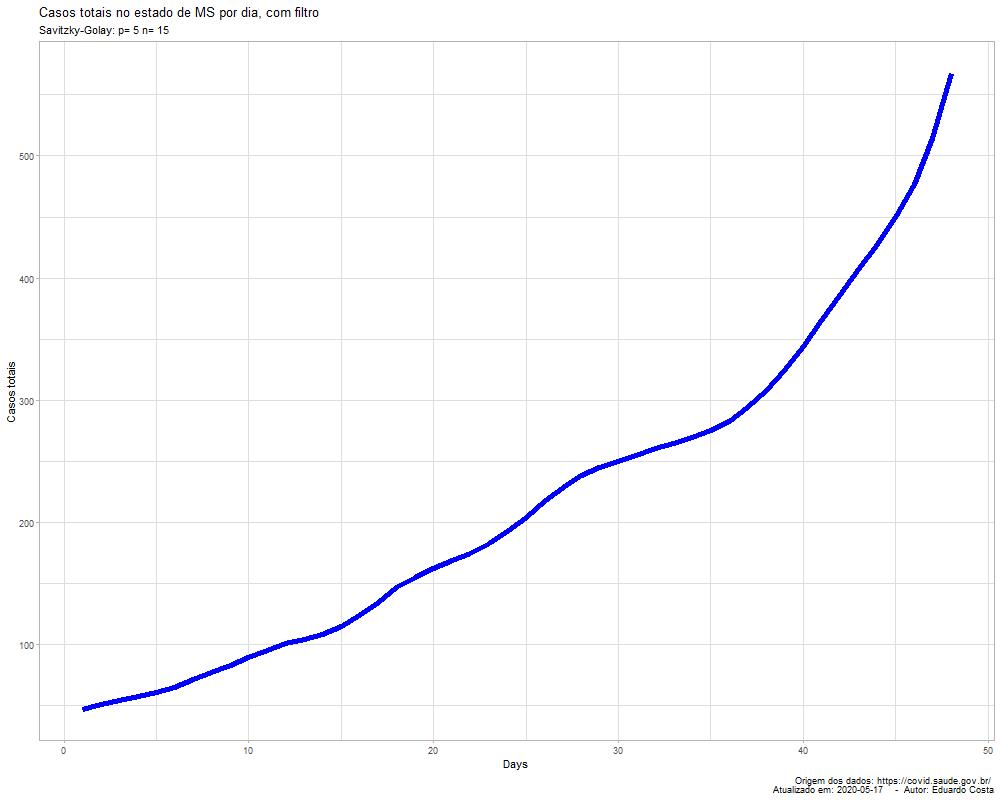 Casos totais no estado de MS por dia, com filtro
Savitzky-Golay: p= 5 n= 15
Casos totais
500
400
300
200
100
0
10
20
30
40
50
Days
Origem dos dados: https://covid.saude.gov.br/
Atualizado em: 2020-05-17 - Autor: Eduardo Costa